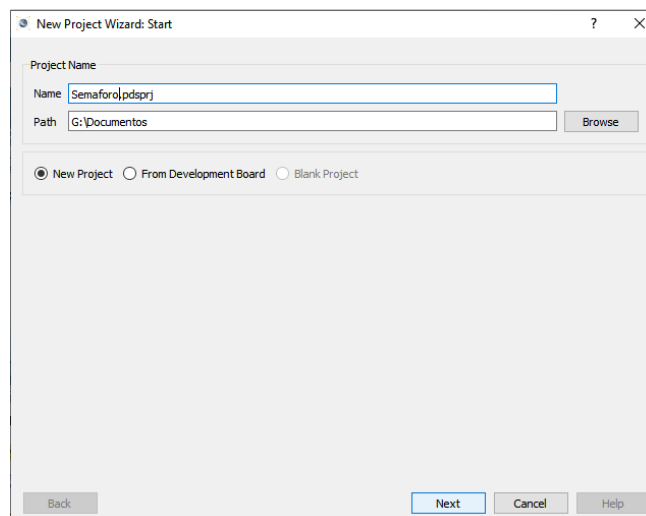 New Project Wizard: Start ?
Project Name
Name Semaforo.pdsprj
Path G:\Documentos Browse
New Project From Development Board Blank Project
Back Next Cancel Help